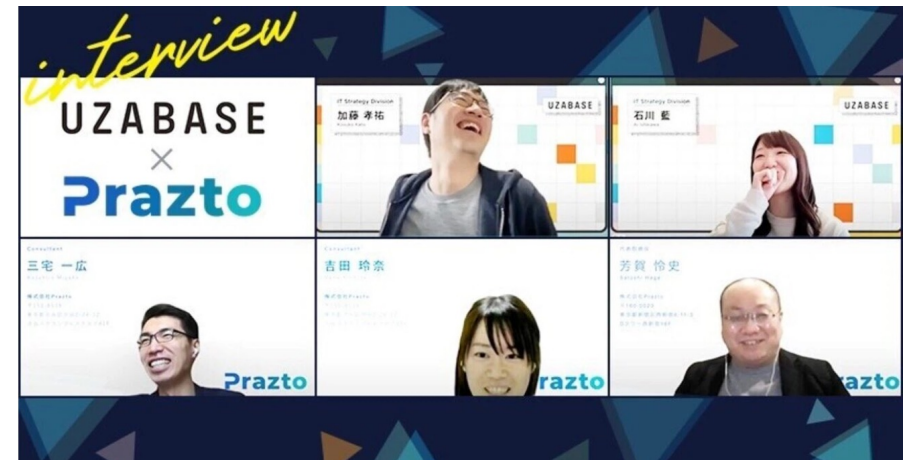 interview
UZABASE
×
Prazto
IT Strategy Division
加藤 孝祐
UZABASE
IT Strategy Division
石川 藍
UZABASE
Consultant
三宅 一広
株式会社Prazto
Prazto
Consultant
吉田 玲奈
株式会社Prazto
razto
芳賀 怜史
株式会社Prazto
azto